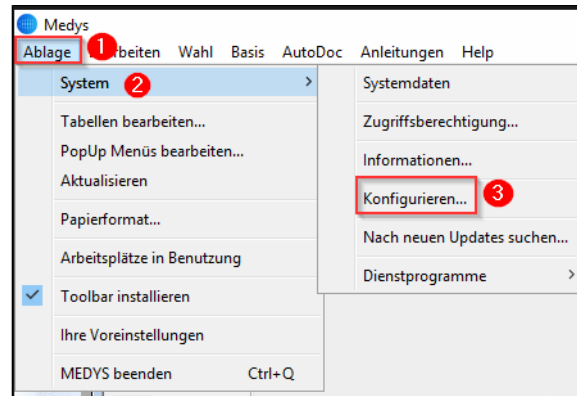 Medys
Ablage 1 rbeiten Wahl Basis AutoDoc Anleitungen Help
System 2 >
Tabellen bearbeiten...
PopUp Menüs bearbeiten...
Aktualisieren
Papierformat...
Arbeitsplätze in Benutzung
Toolbar installieren
Ihre Voreinstellungen
MEDYS beenden Ctrl+Q
Systemdaten
Zugriffsberechtigung...
Informationen...
Konfigurieren... 3
Nach neuen Updates suchen...
Dienstprogramme >